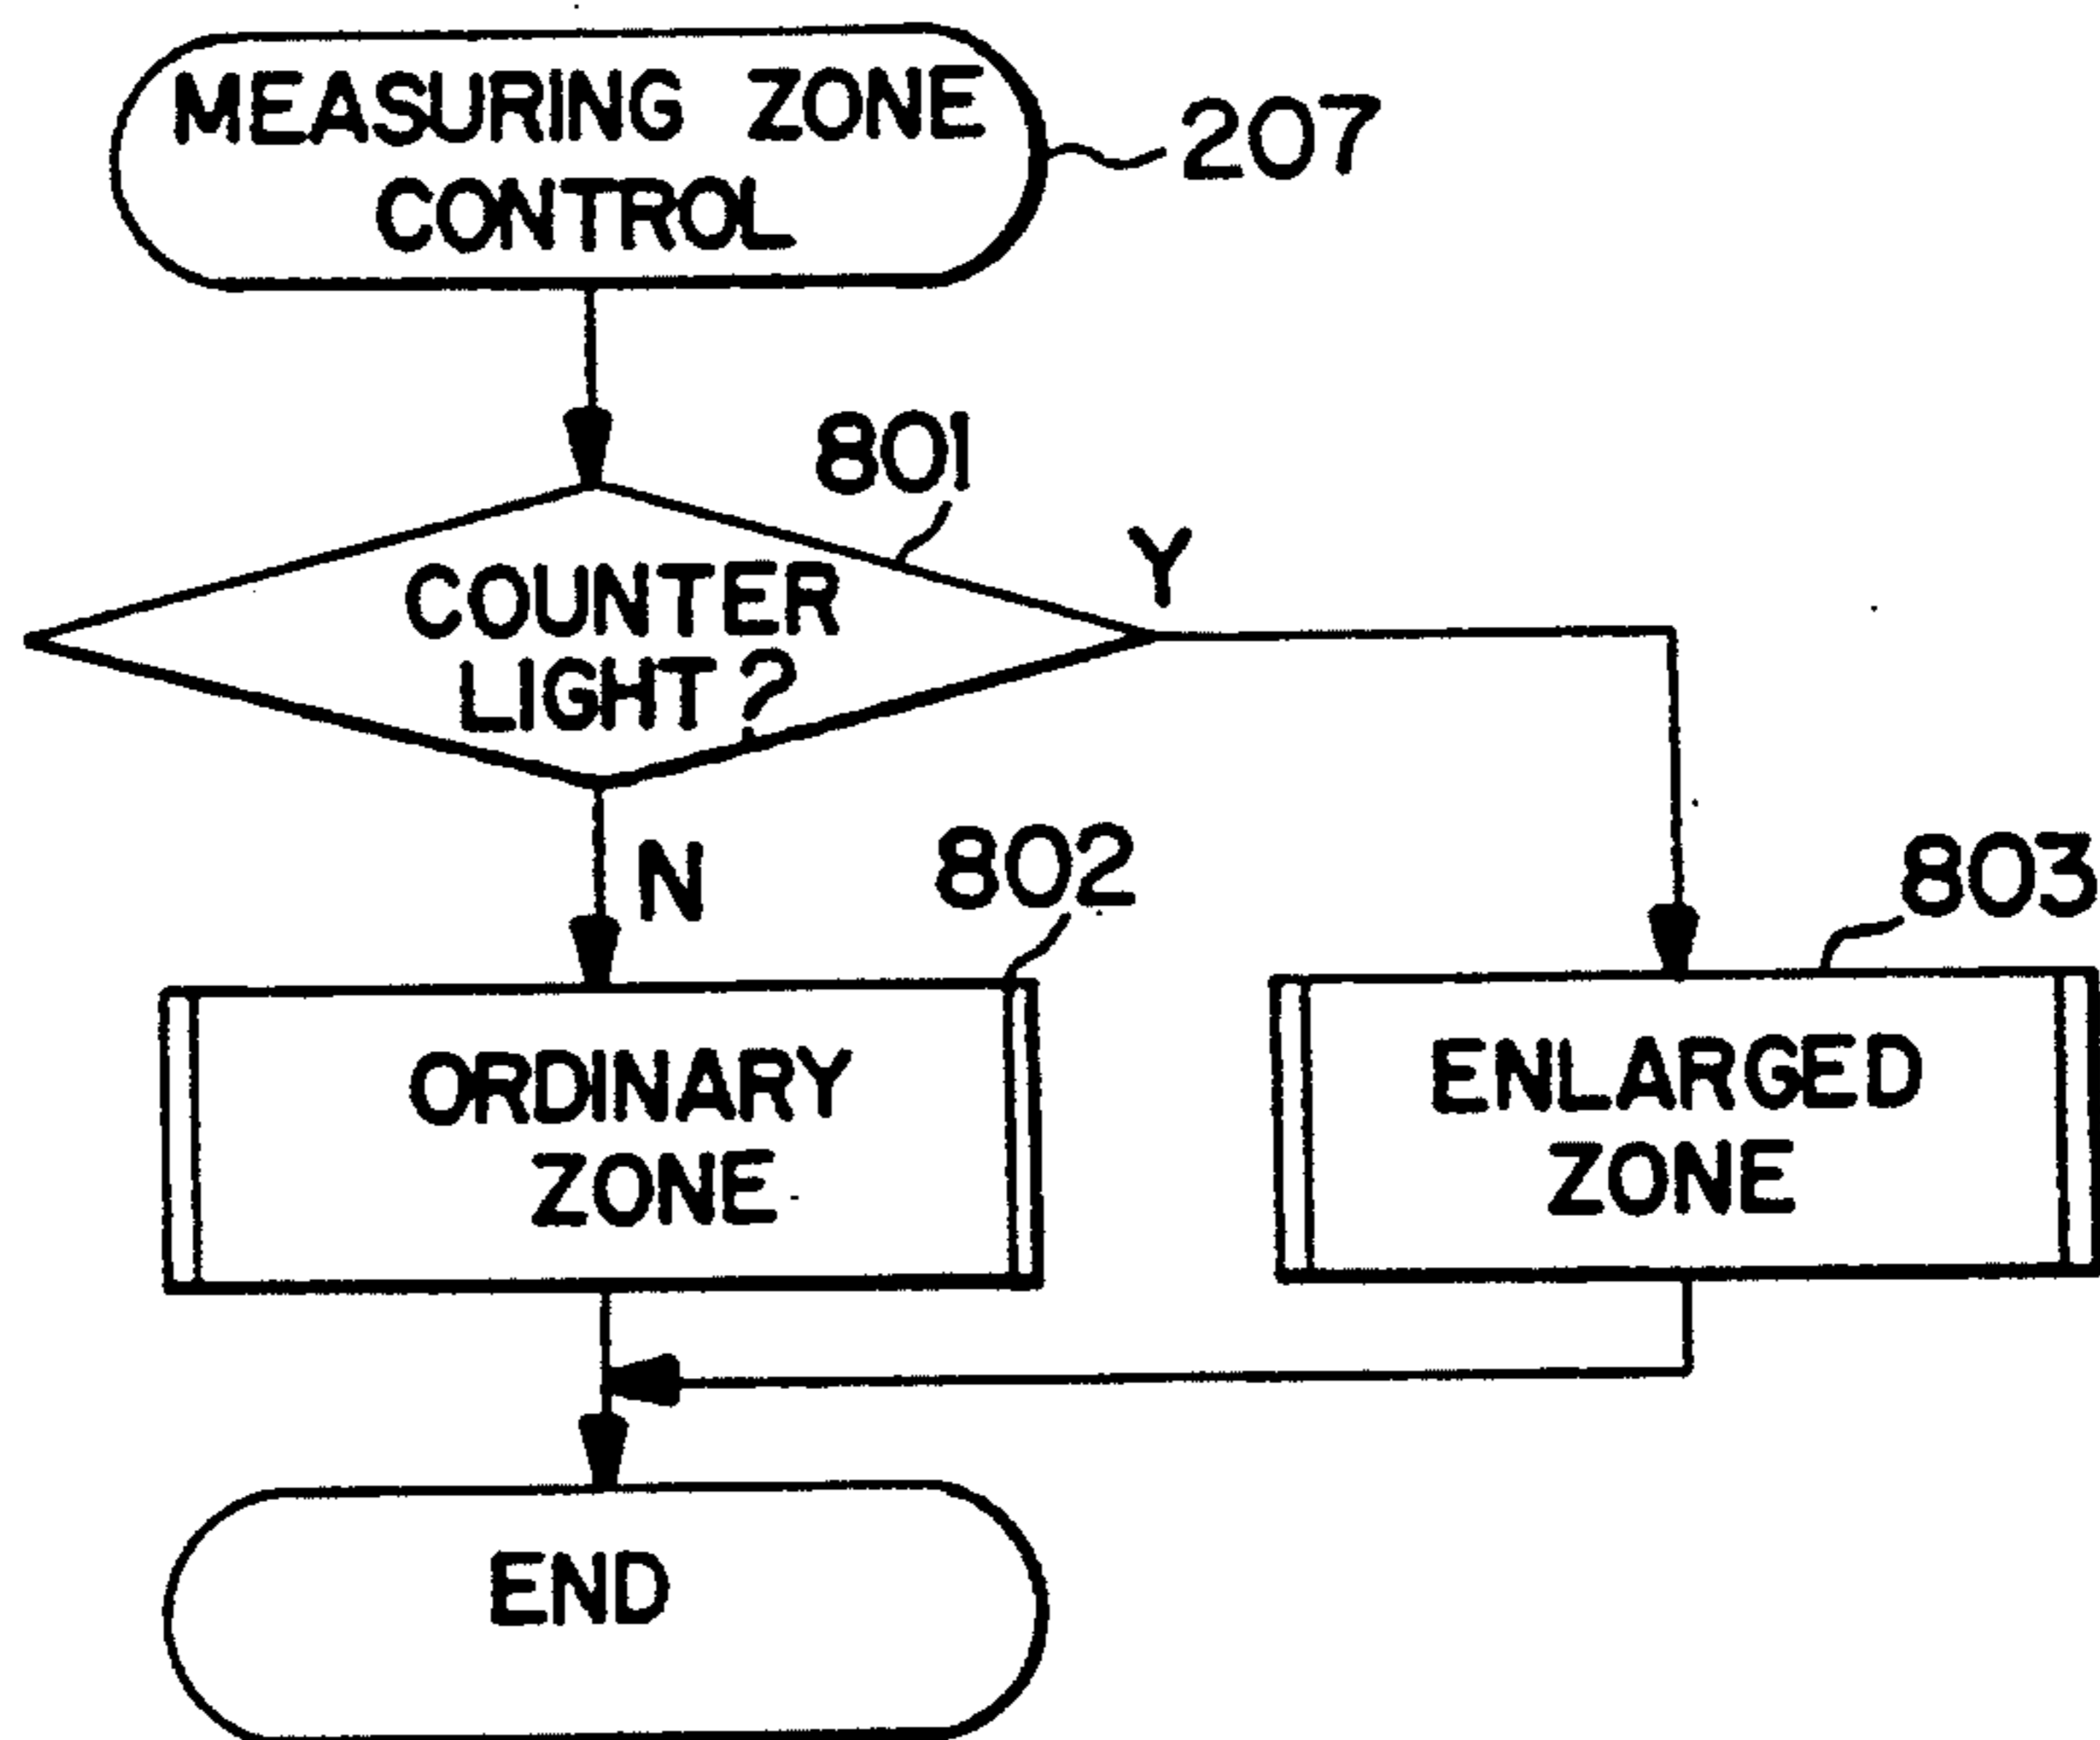 MEASURING ZONE
CONTROL
207
801
COUNTER
LIGHT?
Y
N
802
803
ORDINARY
ZONE
ENLARGED
ZONE
END